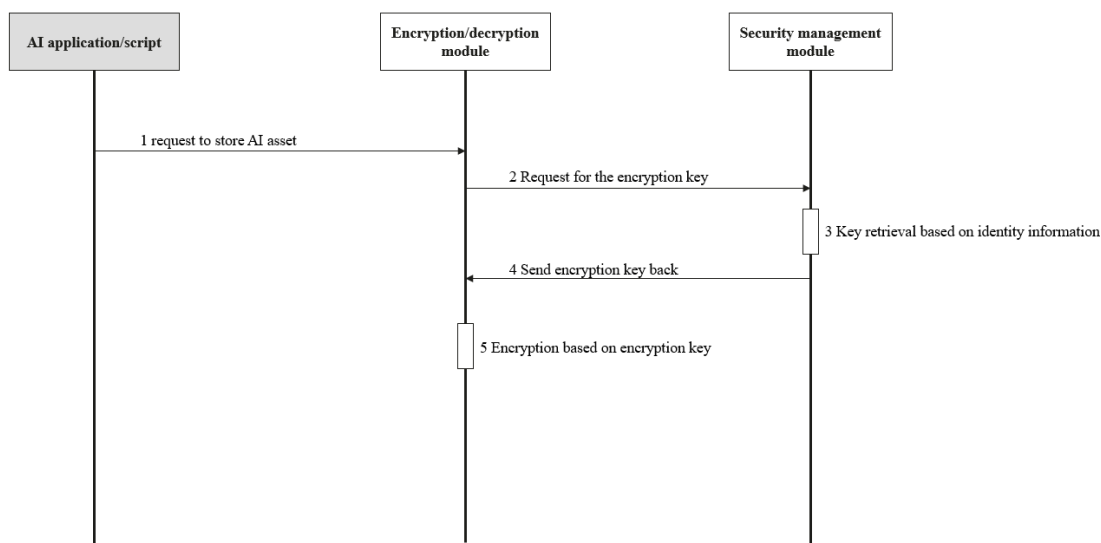 AI application/script
Encryption/decryption
module
Security management
module
1 request to store AI asset
2 Request for the encryption key
3 Key retrieval based on identity information
4 Send encryption key back
5 Encryption based on encryption key